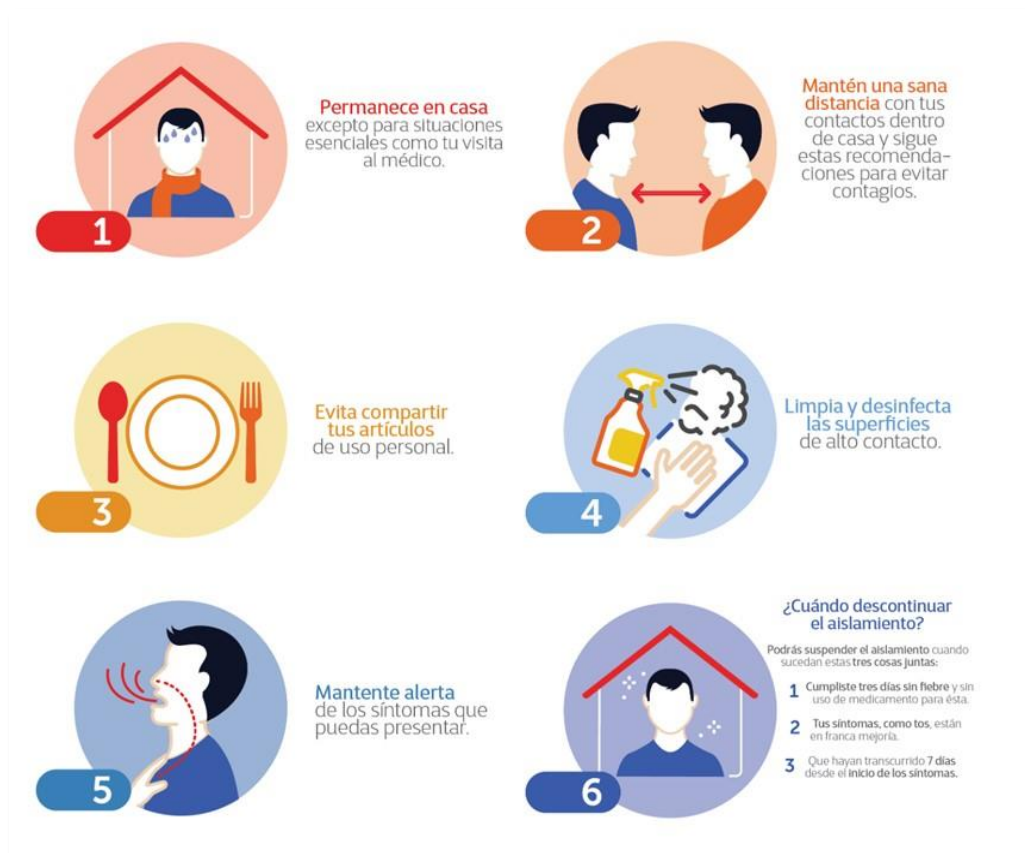 1
Permanece en casa
excepto para situaciones
esenciales como tu visita
al médico.
2
Mantén una sana
distancia con tus
contactos dentro
de casa y sigue
estas recomenda-
ciones para evitar
contagios.
3
Evita compartir
tus artículos
de uso personal.
4
Limpia y desinfecta
las superficies
de alto contacto.
5
Mantente alerta
de los síntomas que
puedas presentar.
6
¿Cuándo descontinuar
el aislamiento?
Podrás suspender el aislamiento cuando
sucedan estas tres cosas juntas:
1 Cumpliste tres días sin fiebre y sin
uso de medicamento para ésta.
2 Tus síntomas, como tos, están
en franca mejoría.
3 Que hayan transcurrido 7 días
desde el inicio de los síntomas.